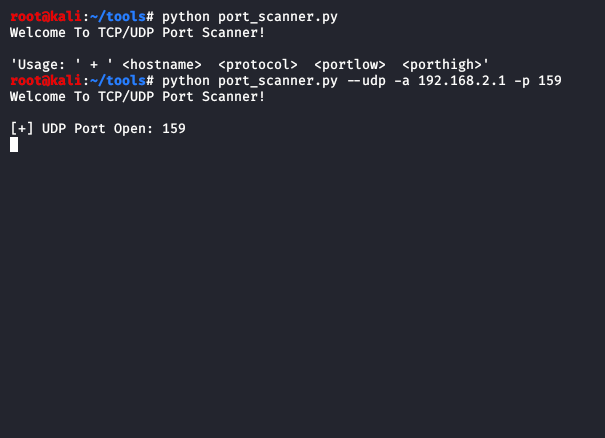 root@kali:~/tools# python port_scanner.py
Welcome To TCP/UDP Port Scanner!
'Usage: ' + ' <hostname>  <protocol>  <portlow>  <porthigh>'
root@kali:~/tools# python port_scanner.py --udp -a 192.168.2.1 -p 159
Welcome To TCP/UDP Port Scanner!
[+] UDP Port Open: 159